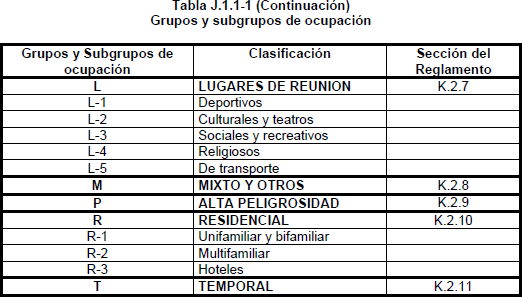 Tabla J.1.1-1 (Continuación)
Grupos y subgrupos de ocupación
Grupos y Subgrupos de ocupación Clasificación Sección del Reglamento
L LUGARES DE REUNION K.2.7
L-1 Deportivos
L-2 Culturales y teatros
L-3 Sociales y recreativos
L-4 Religiosos
L-5 De transporte
M MIXTO Y OTROS K.2.8
P ALTA PELIGROSIDAD K.2.9
R RESIDENCIAL K.2.10
R-1 Unifamiliar y bifamiliar
R-2 Multifamiliar
R-3 Hoteles
T TEMPORAL K.2.11